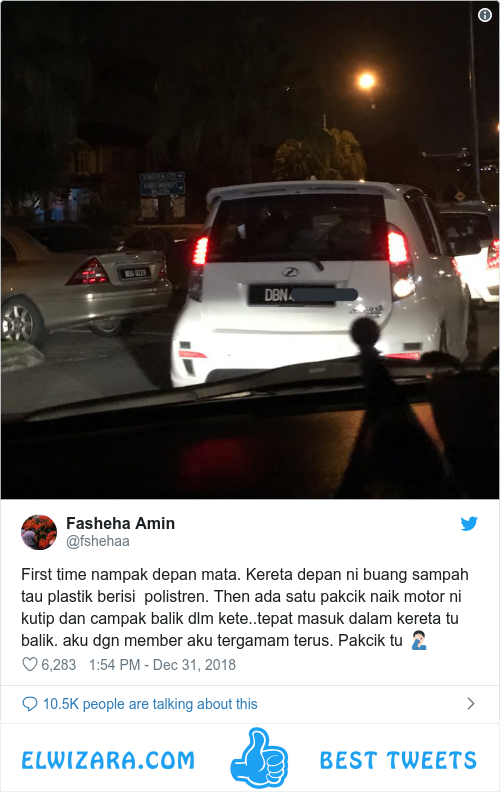 DBN
Fasheha Amin
@fshehaa
First time nampak depan mata. Kereta depan ni buang sampah
tau plastik berisi polistren. Then ada satu pakcik naik motor ni
kutip dan campak balik dlm kete..tepat masuk dalam kereta tu
balik. aku dgn member aku tergamam terus. Pakcik tu 🤦🏻‍♂️
6,283 1:54 PM - Dec 31, 2018
10.5K people are talking about this
ELWIZARA.COM BEST TWEETS